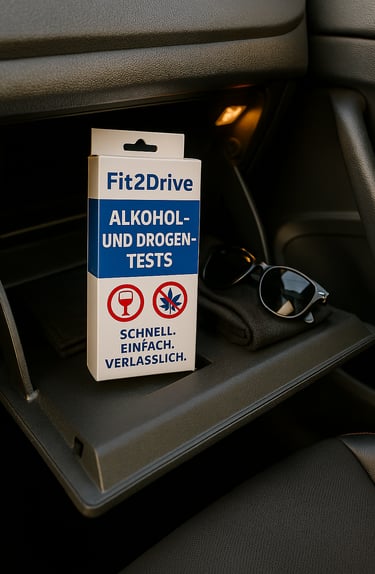 Fit2Drive
ALKOHOL-
UND DROGEN-
TESTS
SCHNELL.
EINFACH.
VERLASSLICH.